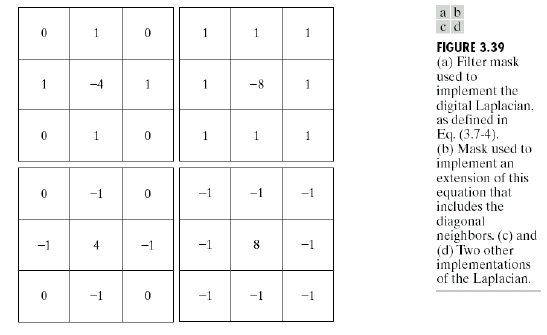 0 1 0 1 1 1
1 −4 1 1 −8 1
0 1 0 1 1 1
0 −1 0 −1 −1 −1
−1 4 −1 −1 8 −1
0 −1 0 −1 −1 −1
a b
c d
FIGURE 3.39
(a) Filter mask
used to
implement the
digital Laplacian,
as defined in
Eq. (3.7-4).
(b) Mask used to
implement an
extension of this
equation that
includes the
diagonal
neighbors. (c) and
(d) Two other
implementations
of the Laplacian.